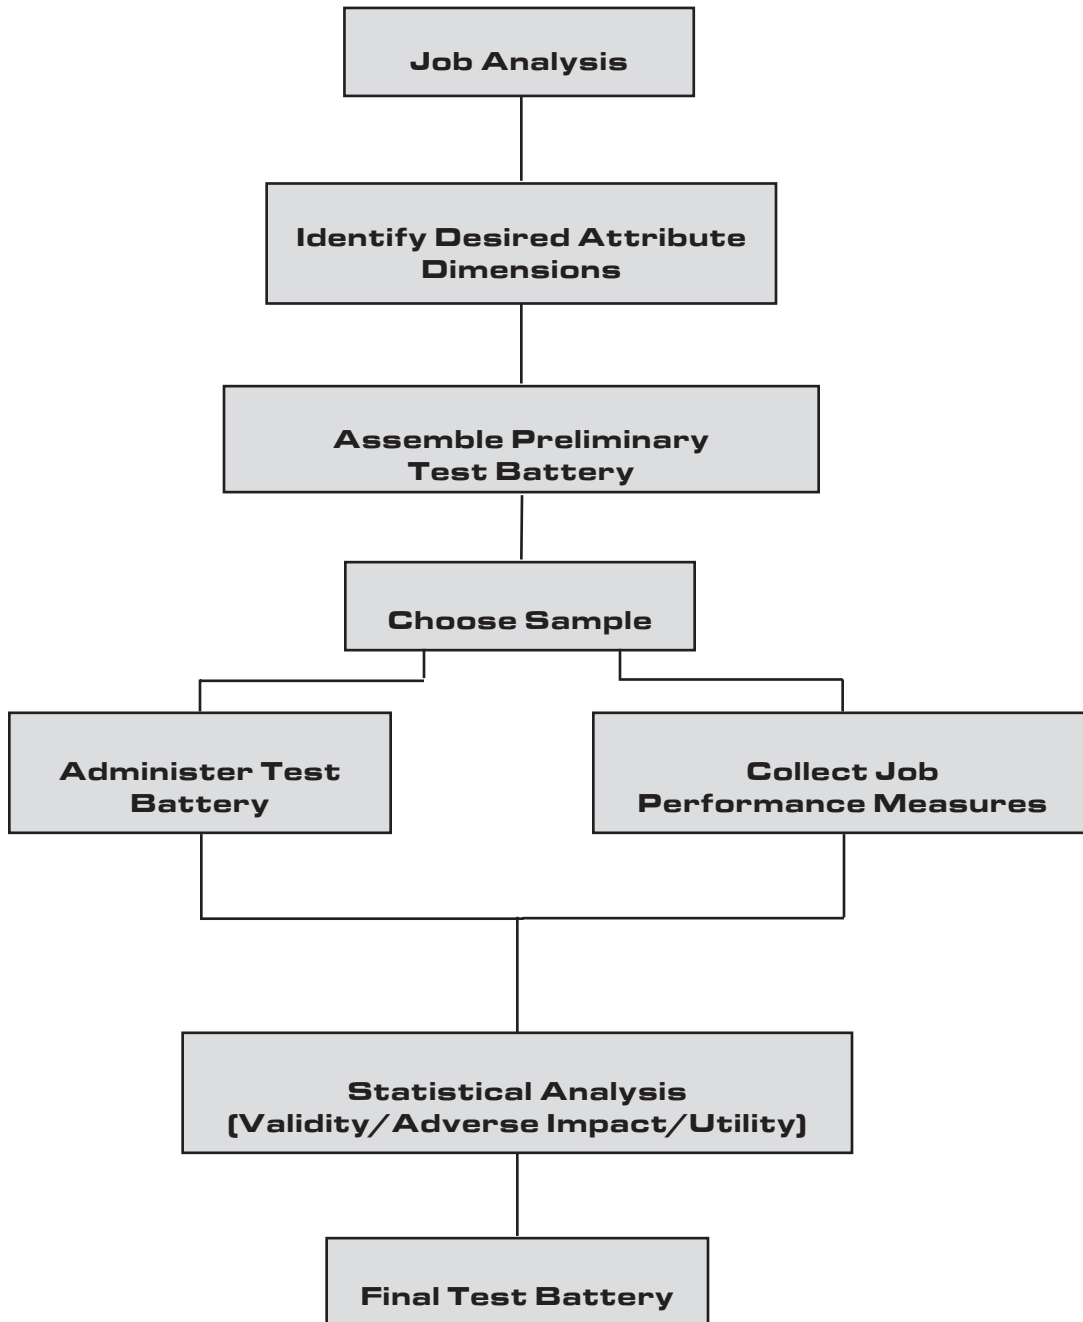 Job Analysis
Identify Desired Attribute
Dimensions
Assemble Preliminary
Test Battery
Choose Sample
Administer Test
Battery
Collect Job
Performance Measures
Statistical Analysis
(Validity/Adverse Impact/Utility)
Final Test Battery